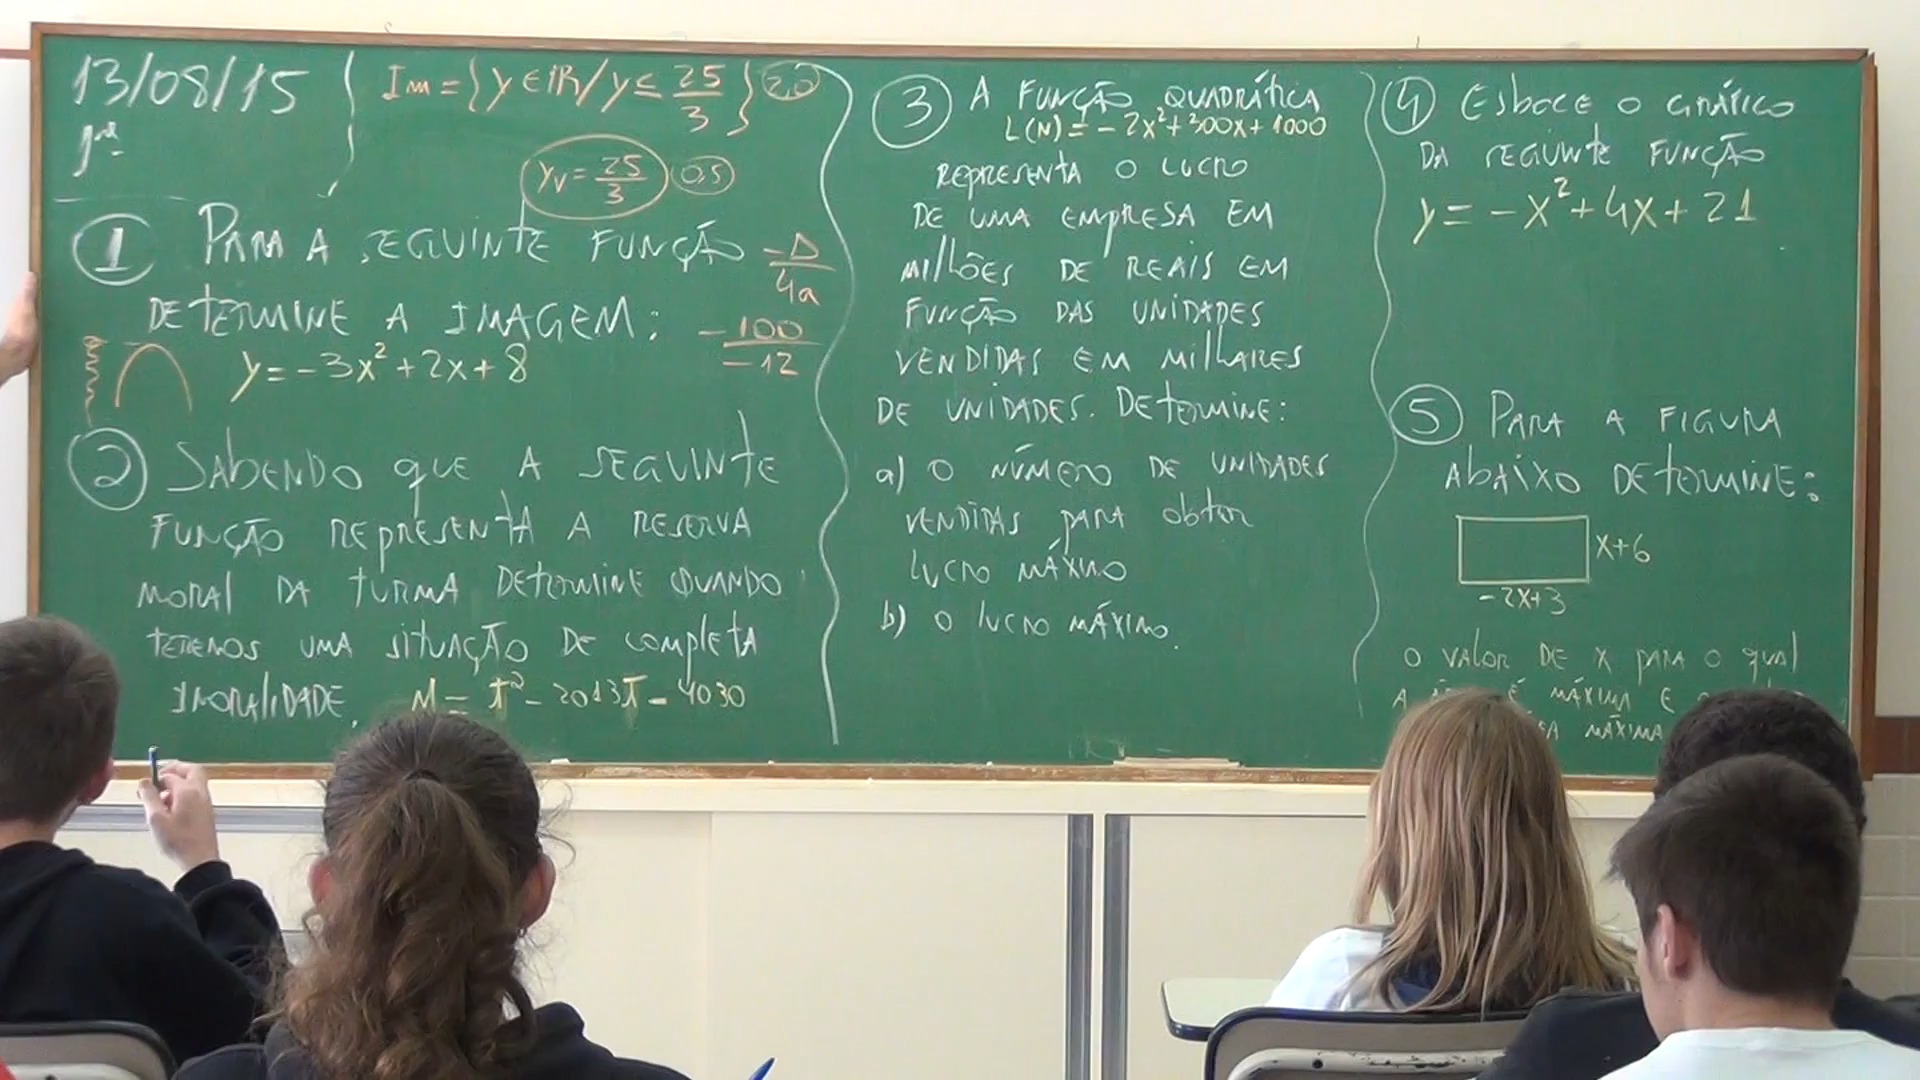 13/08/15
Im = {y ∈ IR / y ≤ 25/3} 2,0
yv = 25/3 0,5
1 PARA A SEGUINTE FUNÇÃO
DETERMINE A IMAGEM:
y = -3x² + 2x + 8
-Δ/4a
-100/-12
2 SABENDO QUE A SEGUINTE
FUNÇÃO REPRESENTA A RESERVA
MORAL DA TURMA DETERMINE QUANDO
TEREMOS UMA SITUAÇÃO DE COMPLETA
IMORALIDADE. M = t² - 2013t - 4030
3 A FUNÇÃO QUADRÁTICA
L(N) = -2x² + 300x + 1000
REPRESENTA O LUCRO
DE UMA EMPRESA EM
MILHÕES DE REAIS EM
FUNÇÃO DAS UNIDADES
VENDIDAS EM MILHARES
DE UNIDADES. DETERMINE:
a) O NÚMERO DE UNIDADES
VENDIDAS PARA OBTER
LUCRO MÁXIMO
b) O LUCRO MÁXIMO.
4 ESBOCE O GRÁFICO
DA SEGUINTE FUNÇÃO
y = -x² + 4x + 21
5 PARA A FIGURA
ABAIXO DETERMINE:
x+6
-2x+3
O VALOR DE X PARA O QUAL
A É MÁXIMA E
MÁXIMA